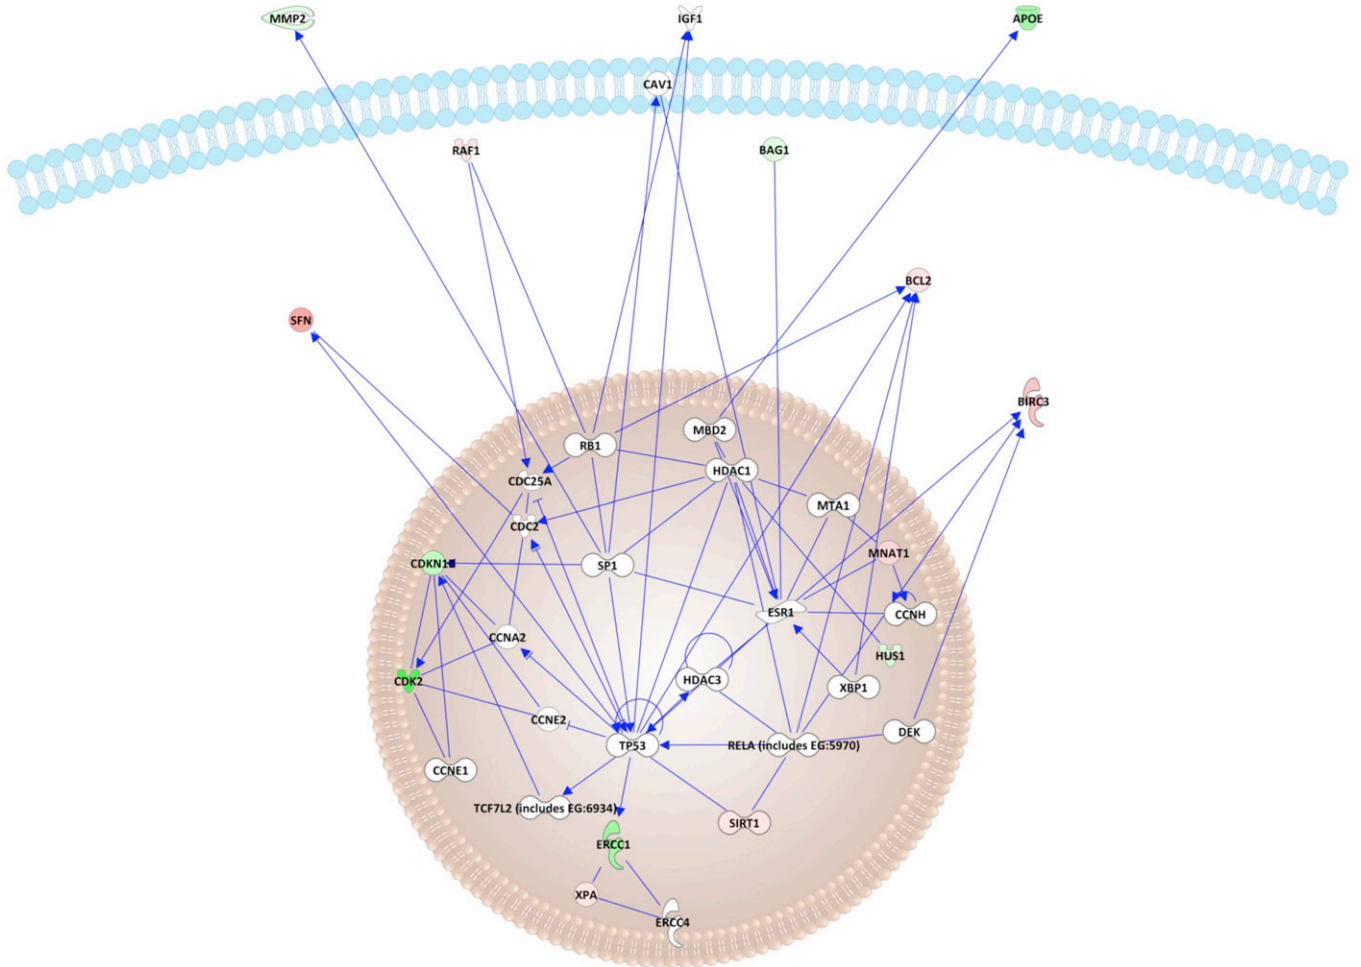 MMP2
IGF1
APOE
CAV1
RAF1
BAG1
BCL2
SFN
BIRC3
MBD2
RB1
HDAC1
CDC25A
MTA1
CDC2
MNAT1
CDKN1
SP1
ESR1
CCNH
CCNA2
HUS1
CDK2
HDAC3
XBP1
CCNE2
DEK
TP53
RELA (includes EG:5970)
CCNE1
TCF7L2 (includes EG:6934)
SIRT1
ERCC1
XPA
ERCC4